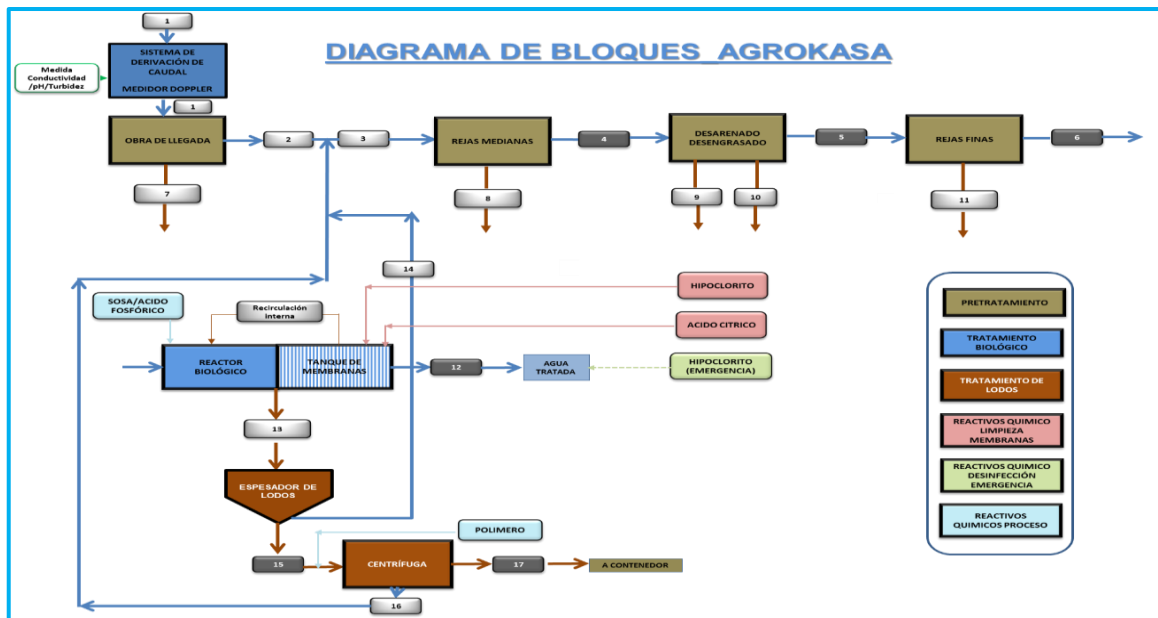 DIAGRAMA DE BLOQUES AGROKASA
1
SISTEMA DE
DERIVACIÓN DE
CAUDAL
MEDIDOR DOPPLER
Medida
Conductividad
/pH/Turbidez
1
OBRA DE LLEGADA
2
3
REJAS MEDIANAS
4
DESARENADO
DESENGRASADO
5
REJAS FINAS
6
7
8
9
10
11
14
SOSA/ACIDO
FOSFÓRICO
Recirculación
interna
HIPOCLORITO
ACIDO CITRICO
REACTOR
BIOLÓGICO
TANQUE DE
MEMBRANAS
12
AGUA
TRATADA
HIPOCLORITO
(EMERGENCIA)
13
ESPESADOR DE
LODOS
POLIMERO
15
CENTRÍFUGA
17
A CONTENEDOR
16
PRETRATAMIENTO
TRATAMIENTO
BIOLÓGICO
TRATAMIENTO DE
LODOS
REACTIVOS QUIMICO
LIMPIEZA
MEMBRANAS
REACTIVOS QUIMICO
DESINFECCIÓN
EMERGENCIA
REACTIVOS
QUIMICOS PROCESO